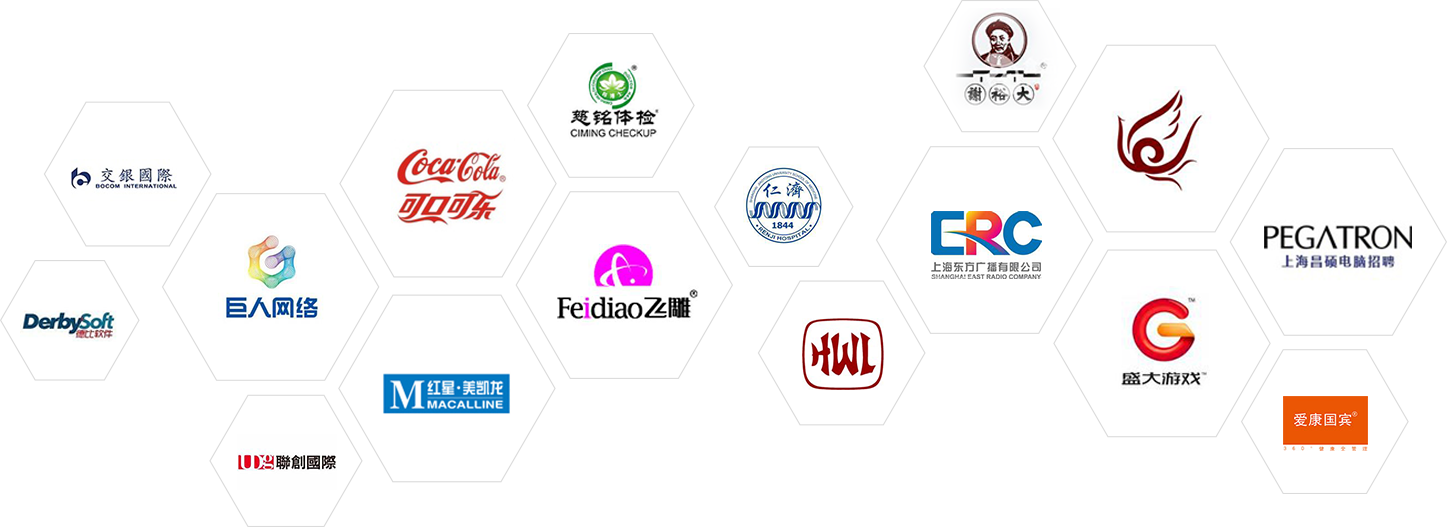 交銀國際
BOCOM INTERNATIONAL
DerbySoft
德比软件
巨人网络
UDg 聯創國際
Coca-Cola®
可口可乐
M 红星·美凯龙
MACALLINE
慈铭体检®
CIMING CHECKUP
Feidiao飞雕®
仁濟
1844
RENJI HOSPITAL
HWL
謝裕大
ERC
上海东方广播有限公司
SHANGHAI EAST RADIO COMPANY
盛大游戏™
PEGATRON
上海昌硕电脑招聘
爱康国宾®